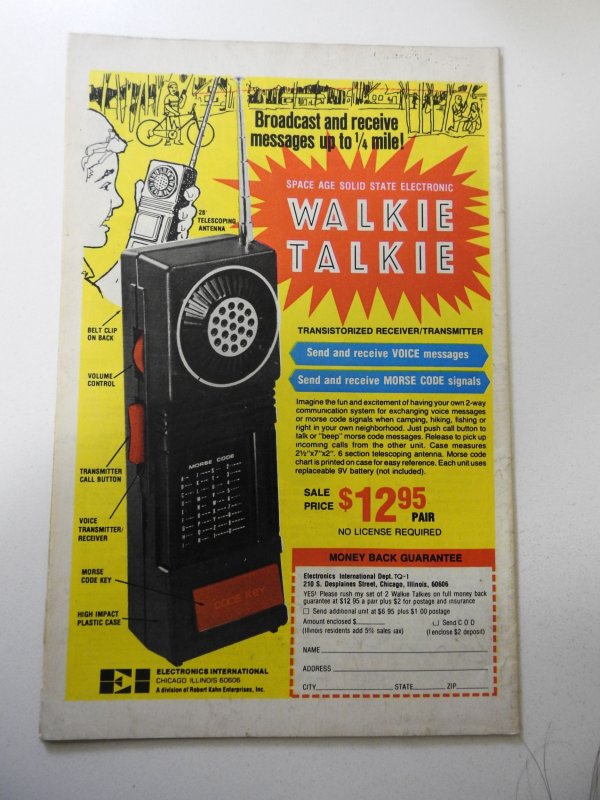 Broadcast and receive
messages up to 1/4 mile!
SPACE AGE SOLID STATE ELECTRONIC
WALKIE
TALKIE
28'
TELESCOPING
ANTENNA
BELT CLIP
ON BACK
VOLUME
CONTROL
TRANSMITTER
CALL BUTTON
VOICE
TRANSMITTER/
RECEIVER
MORSE
CODE KEY
HIGH IMPACT
PLASTIC CASE
MORSE CODE
CODE KEY
TRANSISTORIZED RECEIVER/TRANSMITTER
Send and receive VOICE messages
Send and receive MORSE CODE signals
Imagine the fun and excitement of having your own 2-way
communication system for exchanging voice messages
or morse code signals when camping, hiking, fishing or
right in your own neighborhood. Just push call button to
talk or "beep" morse code messages. Release to pick up
incoming calls from the other unit. Case measures
2½"x7"x2". 6 section telescoping antenna. Morse code
chart is printed on case for easy reference. Each unit uses
replaceable 9V battery (not included).
SALE
PRICE $12.95 PAIR
NO LICENSE REQUIRED
MONEY BACK GUARANTEE
Electronics International Dept. TQ-1
210 S. Desplaines Street, Chicago, Illinois, 60606
YES! Please rush my set of 2 Walkie Talkies on full money back
guarantee at $12 95 a pair plus $2 for postage and insurance
Send additional unit at $6 95 plus $1 00 postage
Amount enclosed $ Send C O D
(Illinois residents add 5% sales tax) (I enclose $2 deposit)
NAME
ADDRESS
CITY STATE ZIP
EI ELECTRONICS INTERNATIONAL
CHICAGO ILLINOIS 60606
A division of Robert Kahn Enterprises, Inc.